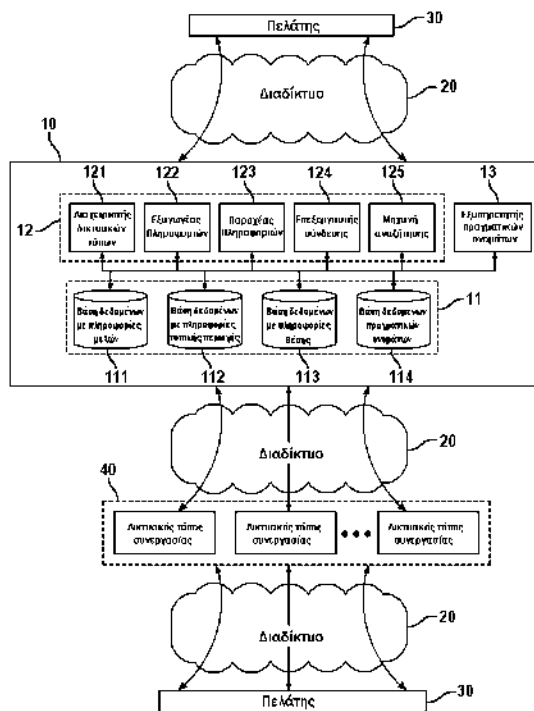 Πελάτης
30
Διαδίκτυο
20
10
121
122
123
124
125
13
12
Διαχειριστής
δικτυακών
τόπων
Εξαγωγέας
Πληροφοριών
Παροχέας
Πληροφοριών
Επεξεργαστής
σύνδεσης
Μηχανή
αναζήτησης
Εξυπηρετητής
πραγματικών
ονομάτων
11
Βάση δεδομένων
με πληροφορίες
μελών
Βάση δεδομένων
με πληροφορίες
τοπικής περιοχής
Βάση δεδομένων
με πληροφορίες
θέσης
Βάση δεδομένων
πραγματικών
ονομάτων
111
112
113
114
Διαδίκτυο
20
40
Δικτυακός τόπος
συνεργασίας
Δικτυακός τόπος
συνεργασίας
Δικτυακός τόπος
συνεργασίας
Διαδίκτυο
20
Πελάτης
30